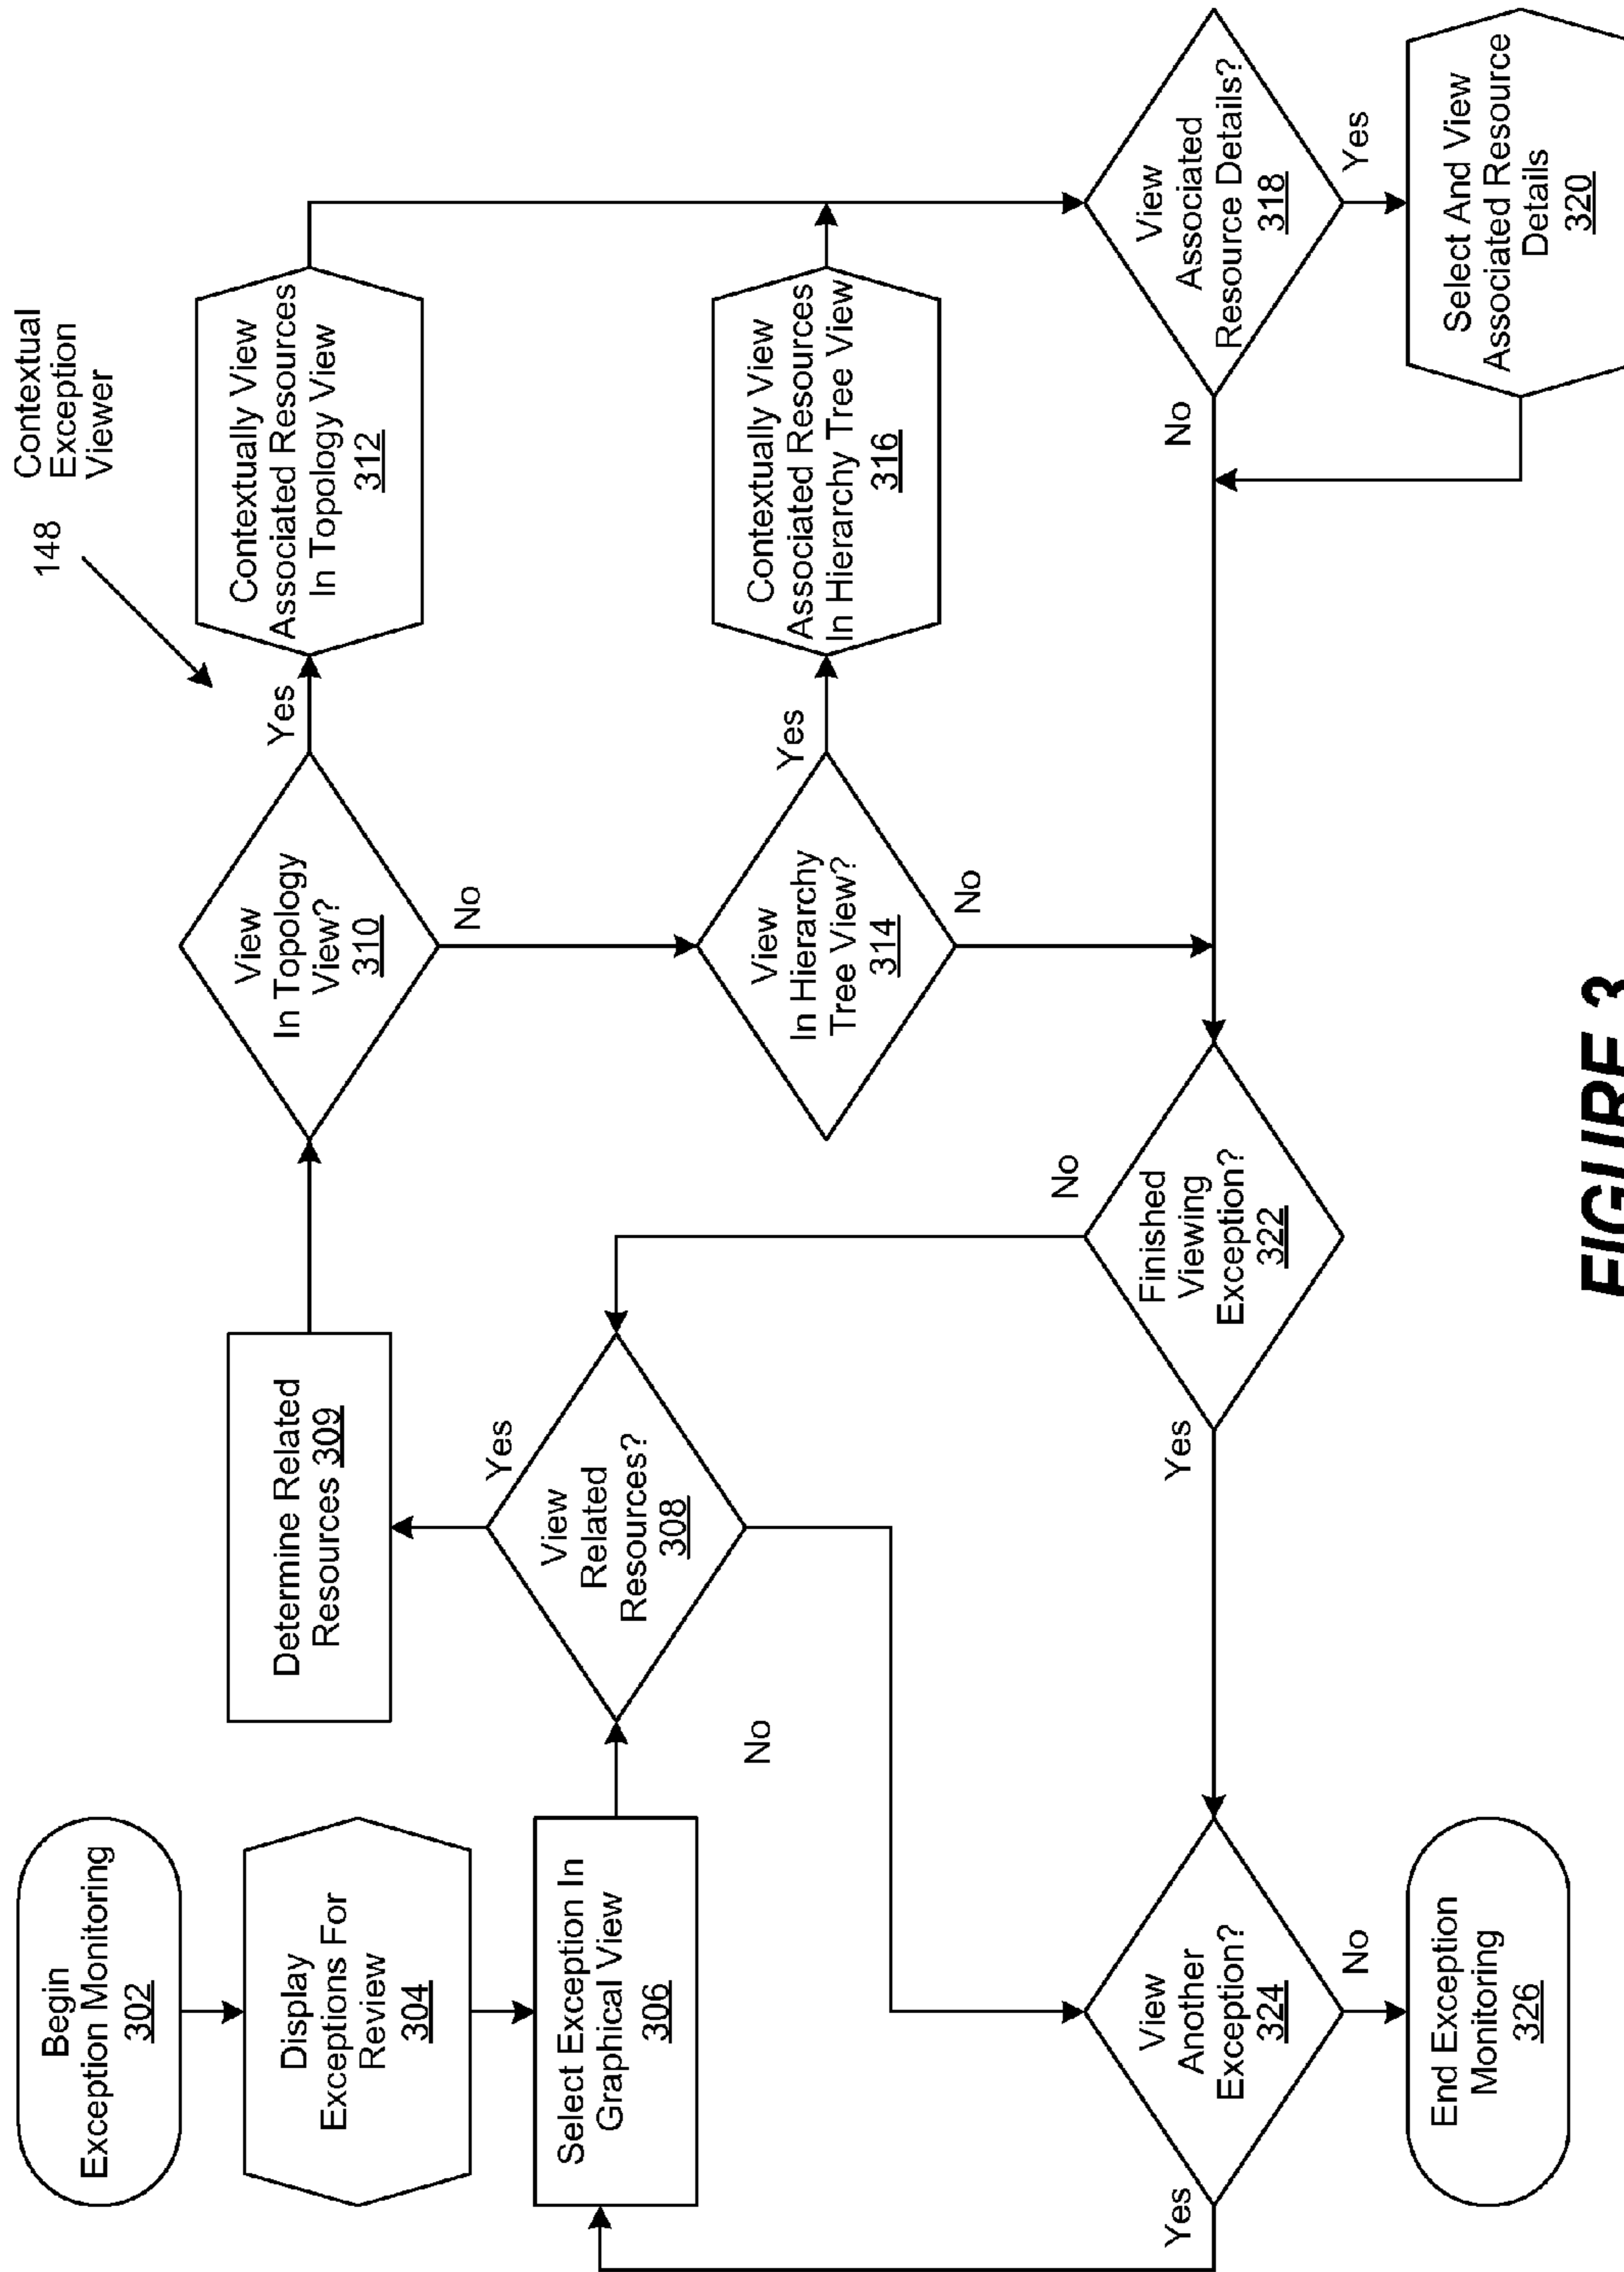 148
Contextual
Exception
Viewer
Begin
Exception Monitoring
302
Display
Exceptions For
Review
304
Select Exception In
Graphical View
306
View
Related
Resources?
308
Yes
No
Determine Related
Resources 309
View
In Topology
View?
310
Yes
No
Contextually View
Associated Resources
In Topology View
312
View
In Hierarchy
Tree View?
314
Yes
No
Contextually View
Associated Resources
In Hierarchy Tree View
316
View
Associated
Resource Details?
318
No
Yes
Select And View
Associated Resource
Details
320
Finished
Viewing
Exception?
322
No
Yes
View
Another
Exception?
324
Yes
No
End Exception
Monitoring
326
FIGURE 3